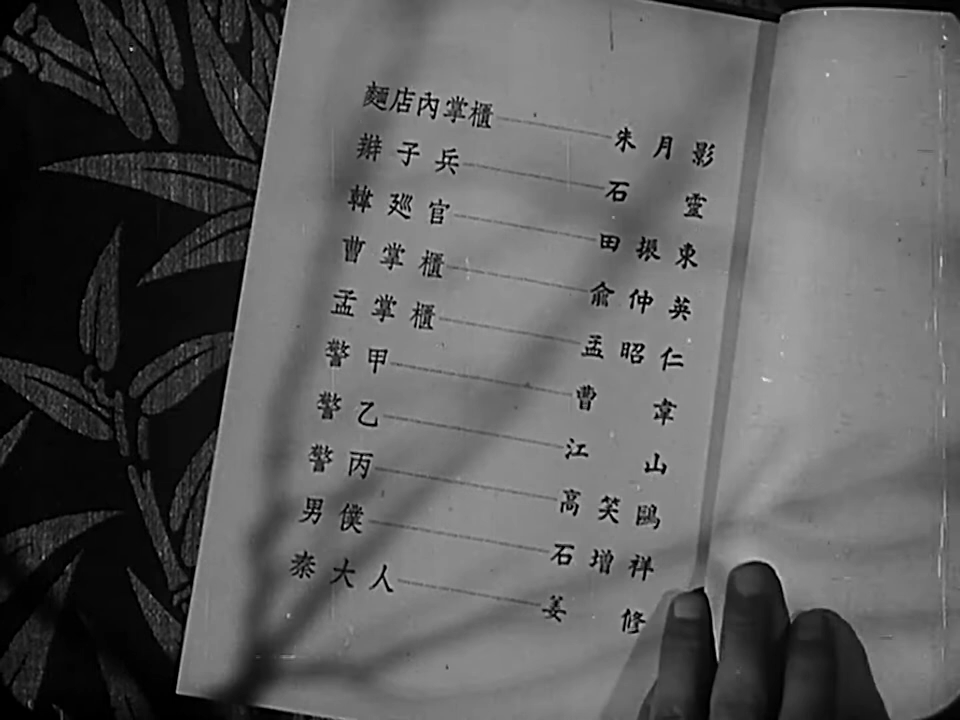 麵店內掌櫃 朱月影
辮子兵 石靈
韓廵官 田振東
曹掌櫃 俞仲英
孟掌櫃 孟昭仁
警甲 曹韋
警乙 江山
警丙 高笑鷗
男僕 石增祥
秦大人 姜修